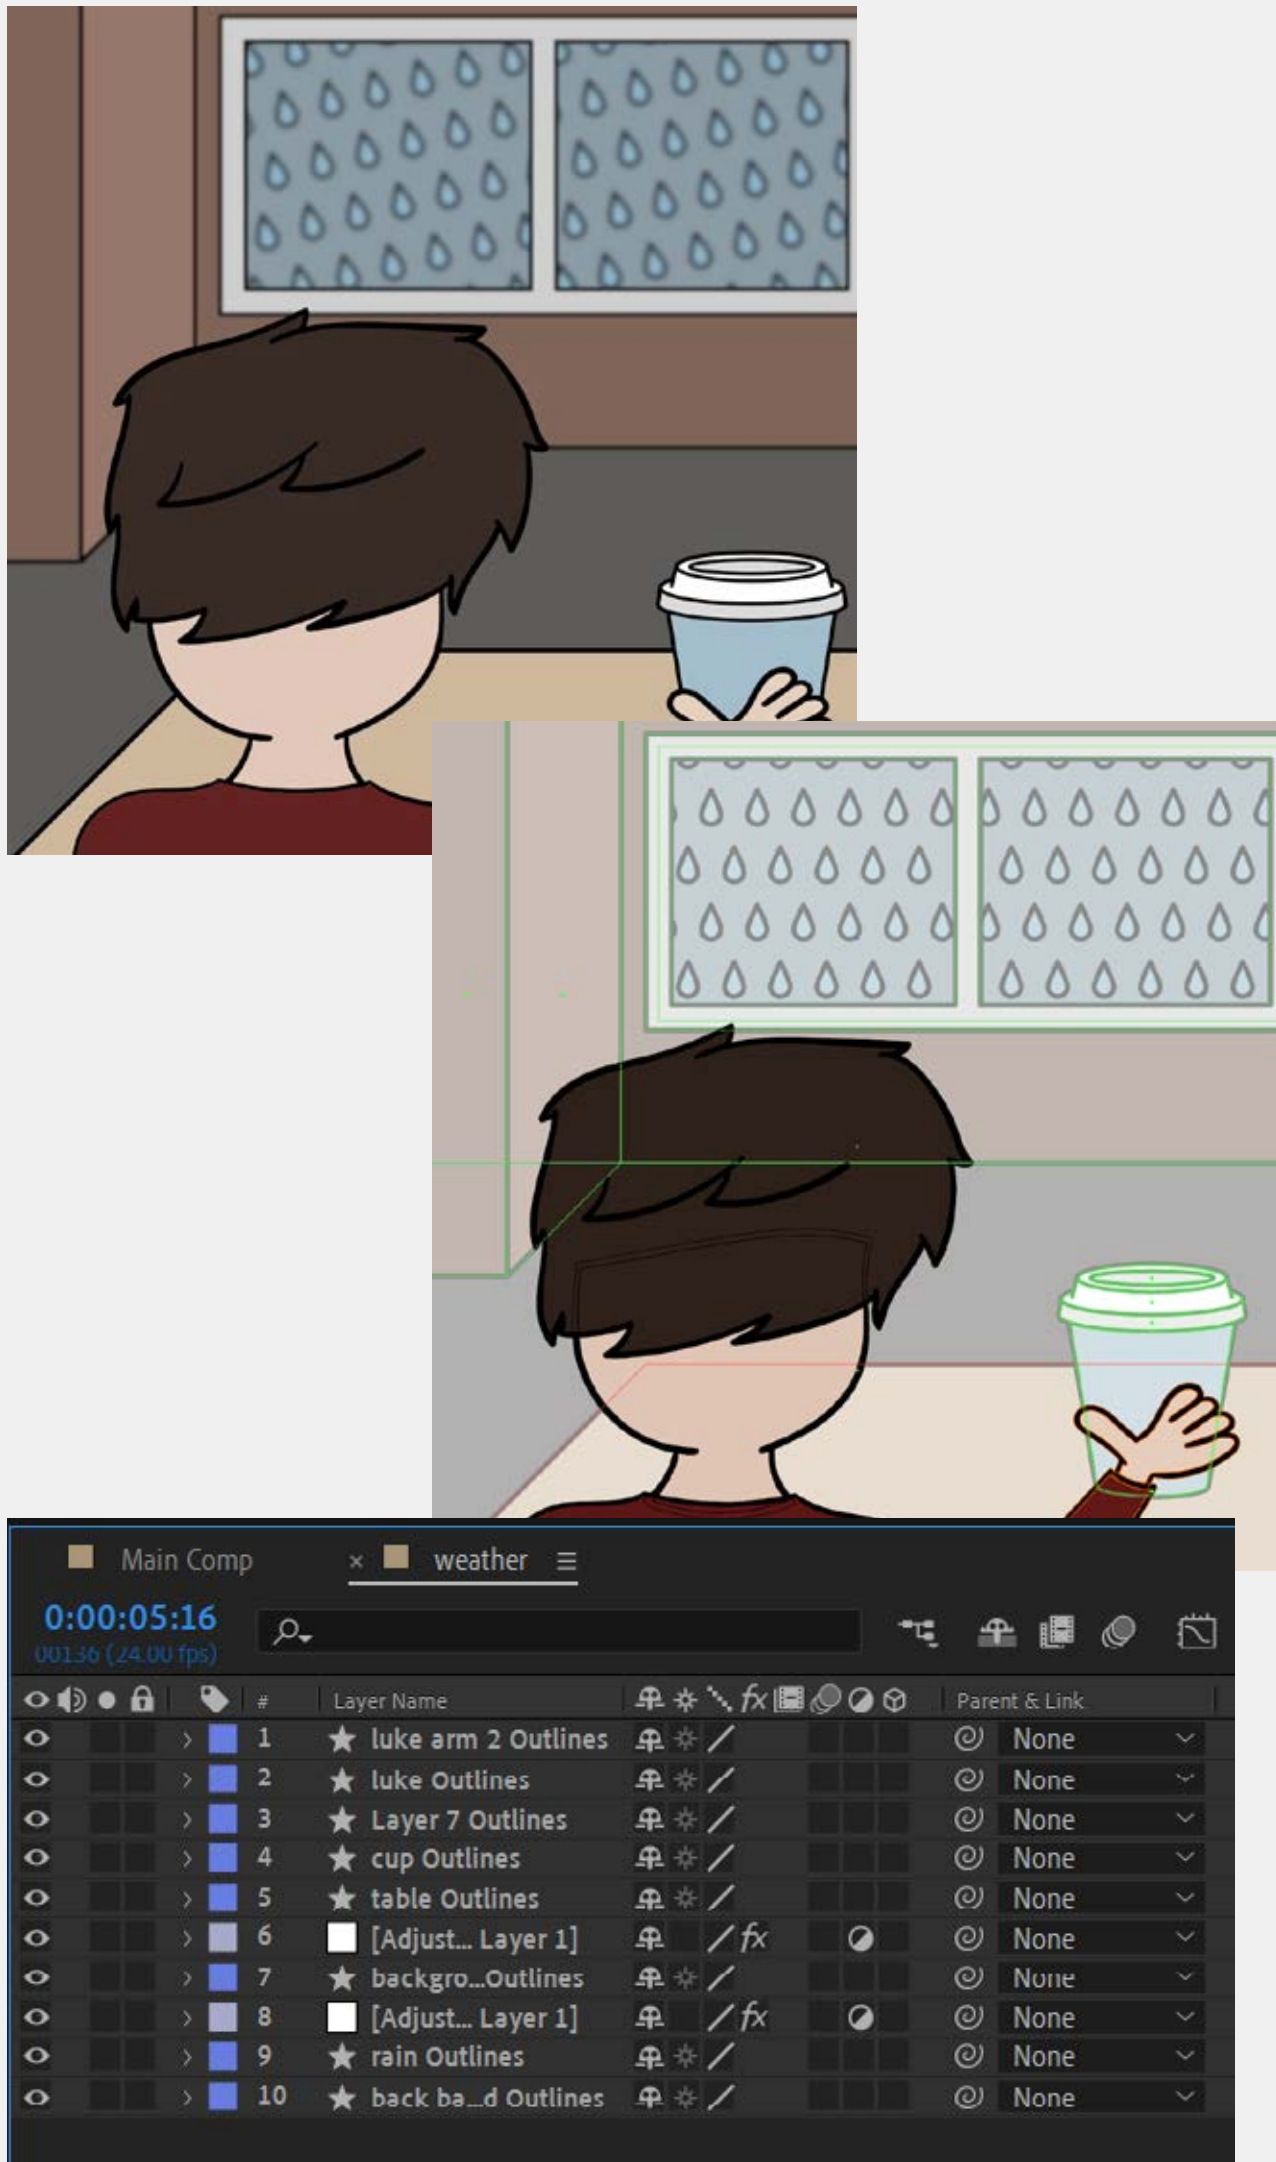 Main Comp × weather
0:00:05:16
00136 (24.00 fps)
# Layer Name fx Parent & Link
1 luke arm 2 Outlines None
2 luke Outlines None
3 Layer 7 Outlines None
4 cup Outlines None
5 table Outlines None
6 [Adjust... Layer 1] fx None
7 backgro...Outlines None
8 [Adjust... Layer 1] fx None
9 rain Outlines None
10 back ba...d Outlines None